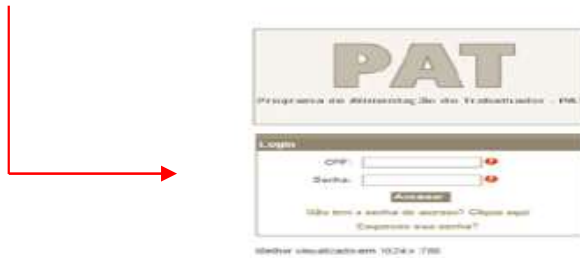 PAT
Programa de Alimentação do Trabalhador - PAT
Login
CPF:
Senha:
Acessar
Não tem a senha de acesso? Clique aqui
Esqueceu sua senha?
Melhor visualizado em 1024 x 768